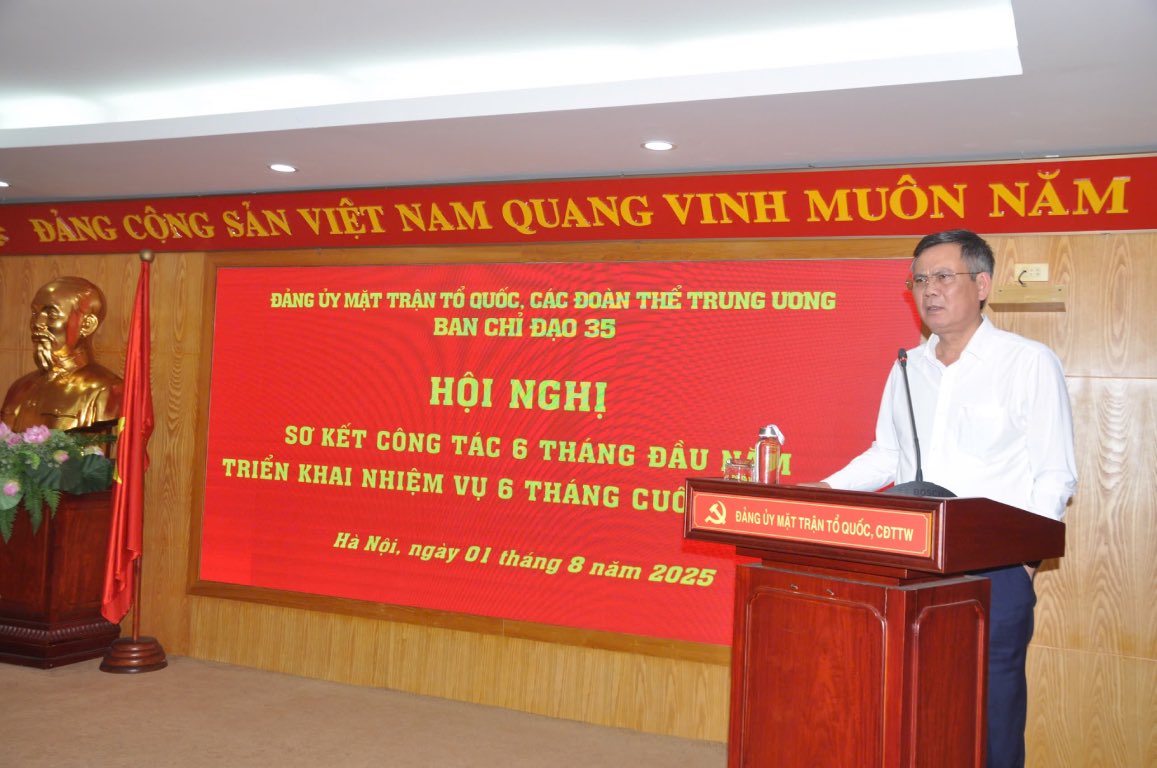 ĐẢNG CỘNG SẢN VIỆT NAM QUANG VINH MUÔN NĂM
ĐẢNG ỦY MẶT TRẬN TỔ QUỐC, CÁC ĐOÀN THỂ TRUNG ƯƠNG
BAN CHỈ ĐẠO 35
HỘI NGHỊ
SƠ KẾT CÔNG TÁC 6 THÁNG ĐẦU NĂM
TRIỂN KHAI NHIỆM VỤ 6 THÁNG CUỐ
Hà Nội, ngày 01 tháng 8 năm 2025
ĐẢNG ỦY MẶT TRẬN TỔ QUỐC, CĐTTW